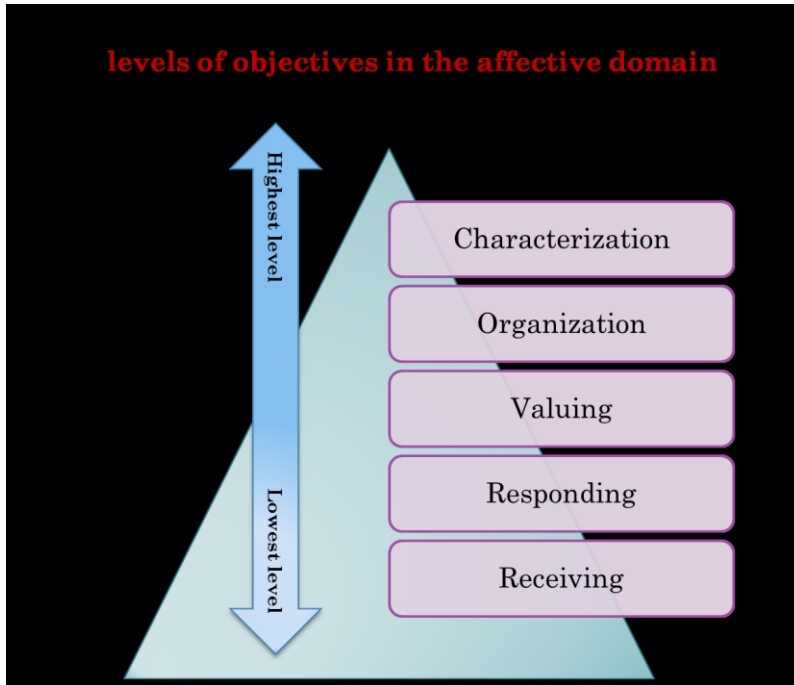 levels of objectives in the affective domain
Highest level
Characterization
Organization
Valuing
Responding
Lowest level
Receiving